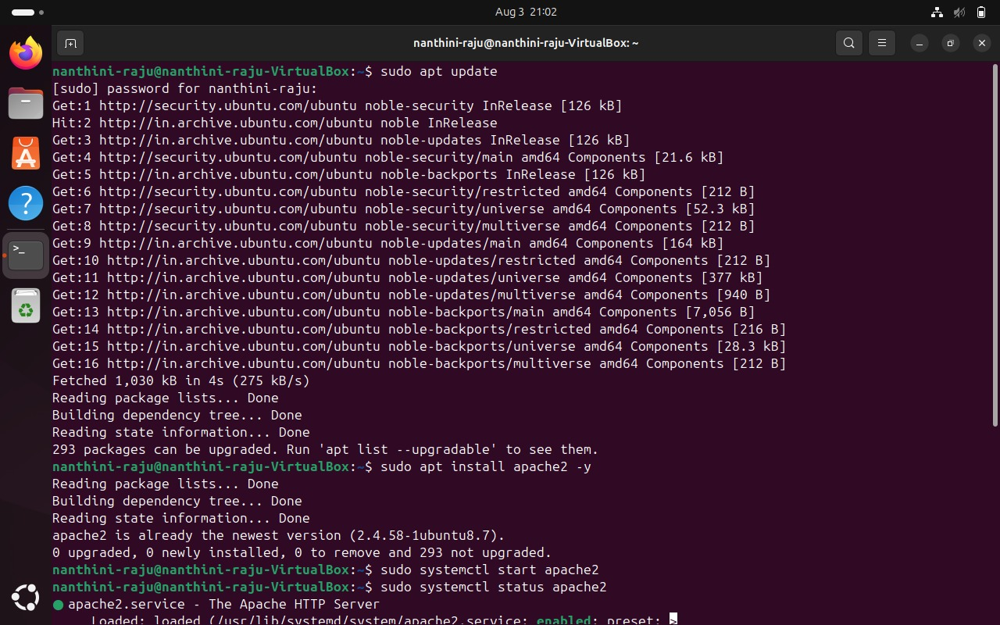 Aug 3 21:02
nanthini-raju@nanthini-raju-VirtualBox: ~
nanthini-raju@nanthini-raju-VirtualBox:~$ sudo apt update
[sudo] password for nanthini-raju:
Get:1 http://security.ubuntu.com/ubuntu noble-security InRelease [126 kB]
Hit:2 http://in.archive.ubuntu.com/ubuntu noble InRelease
Get:3 http://in.archive.ubuntu.com/ubuntu noble-updates InRelease [126 kB]
Get:4 http://security.ubuntu.com/ubuntu noble-security/main amd64 Components [21.6 kB]
Get:5 http://in.archive.ubuntu.com/ubuntu noble-backports InRelease [126 kB]
Get:6 http://security.ubuntu.com/ubuntu noble-security/restricted amd64 Components [212 B]
Get:7 http://security.ubuntu.com/ubuntu noble-security/universe amd64 Components [52.3 kB]
Get:8 http://security.ubuntu.com/ubuntu noble-security/multiverse amd64 Components [212 B]
Get:9 http://in.archive.ubuntu.com/ubuntu noble-updates/main amd64 Components [164 kB]
Get:10 http://in.archive.ubuntu.com/ubuntu noble-updates/restricted amd64 Components [212 B]
Get:11 http://in.archive.ubuntu.com/ubuntu noble-updates/universe amd64 Components [377 kB]
Get:12 http://in.archive.ubuntu.com/ubuntu noble-updates/multiverse amd64 Components [940 B]
Get:13 http://in.archive.ubuntu.com/ubuntu noble-backports/main amd64 Components [7,056 B]
Get:14 http://in.archive.ubuntu.com/ubuntu noble-backports/restricted amd64 Components [216 B]
Get:15 http://in.archive.ubuntu.com/ubuntu noble-backports/universe amd64 Components [28.3 kB]
Get:16 http://in.archive.ubuntu.com/ubuntu noble-backports/multiverse amd64 Components [212 B]
Fetched 1,030 kB in 4s (275 kB/s)
Reading package lists... Done
Building dependency tree... Done
Reading state information... Done
293 packages can be upgraded. Run 'apt list --upgradable' to see them.
nanthini-raju@nanthini-raju-VirtualBox:~$ sudo apt install apache2 -y
Reading package lists... Done
Building dependency tree... Done
Reading state information... Done
apache2 is already the newest version (2.4.58-1ubuntu8.7).
0 upgraded, 0 newly installed, 0 to remove and 293 not upgraded.
nanthini-raju@nanthini-raju-VirtualBox:~$ sudo systemctl start apache2
nanthini-raju@nanthini-raju-VirtualBox:~$ sudo systemctl status apache2
● apache2.service - The Apache HTTP Server
Loaded: loaded (/usr/lib/systemd/system/apache2.service; enabled; preset: >